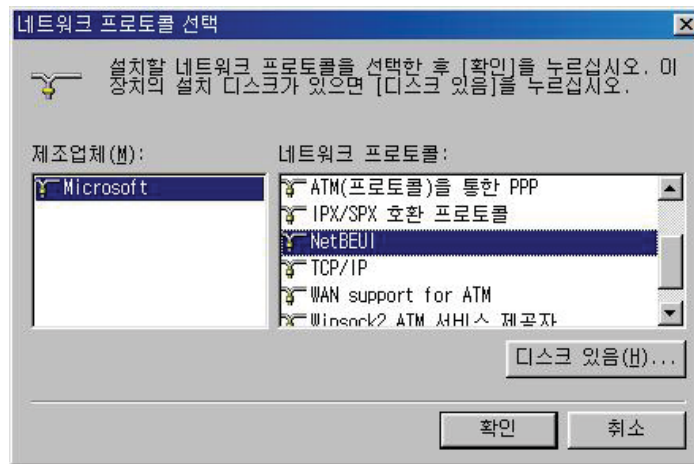 네트워크 프로토콜 선택
설치할 네트워크 프로토콜을 선택한 후 [확인]을 누르십시오. 이
장치의 설치 디스크가 있으면 [디스크 있음]을 누르십시오.
제조업체(M):
네트워크 프로토콜:
Microsoft
ATM(프로토콜)을 통한 PPP
IPX/SPX 호환 프로토콜
NetBEUI
TCP/IP
WAN support for ATM
Winsock2 ATM 서비스 제공자
디스크 있음(H)...
확인
취소